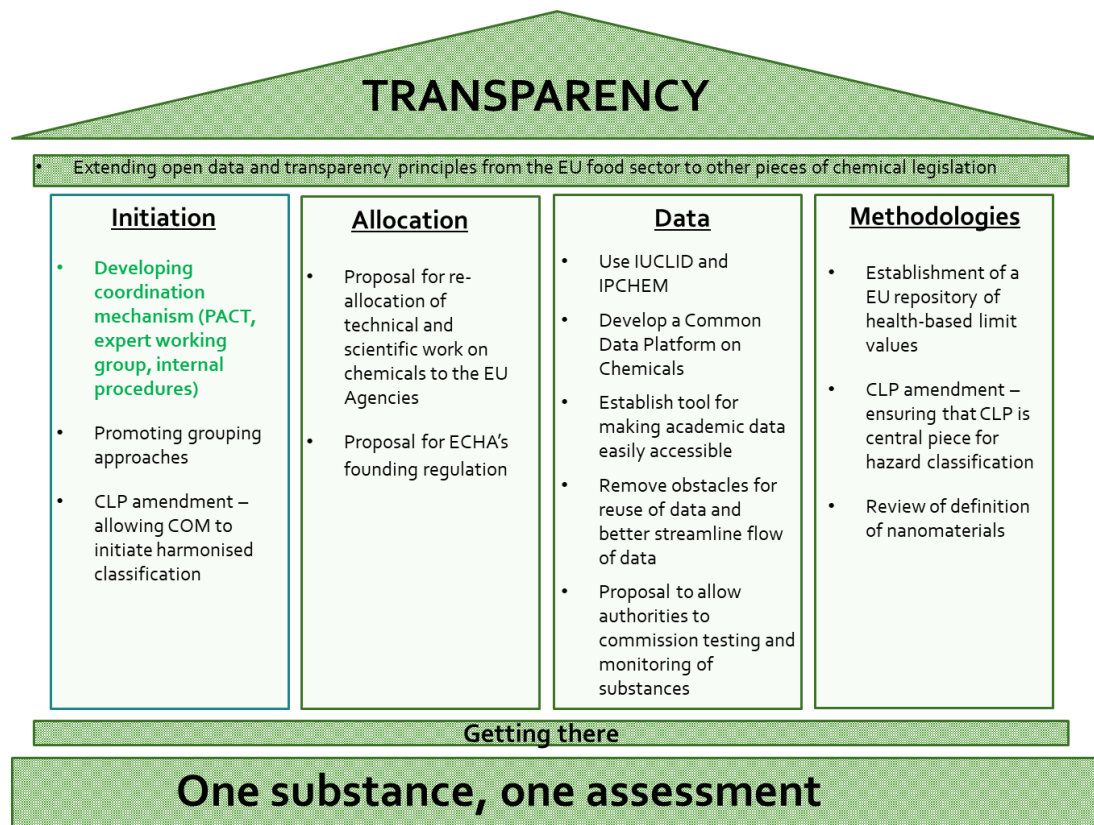 TRANSPARENCY
• Extending open data and transparency principles from the EU food sector to other pieces of chemical legislation
Initiation
• Developing
coordination
mechanism (PACT,
expert working
group, internal
procedures)
• Promoting grouping
approaches
• CLP amendment –
allowing COM to
initiate harmonised
classification
Allocation
• Proposal for re-
allocation of
technical and
scientific work on
chemicals to the EU
Agencies
• Proposal for ECHA’s
founding regulation
Data
• Use IUCLID and
IPCHEM
• Develop a Common
Data Platform on
Chemicals
• Establish tool for
making academic data
easily accessible
• Remove obstacles for
reuse of data and
better streamline flow
of data
• Proposal to allow
authorities to
commission testing and
monitoring of
substances
Methodologies
• Establishment of a
EU repository of
health-based limit
values
• CLP amendment –
ensuring that CLP is
central piece for
hazard classification
• Review of definition
of nanomaterials
Getting there
One substance, one assessment